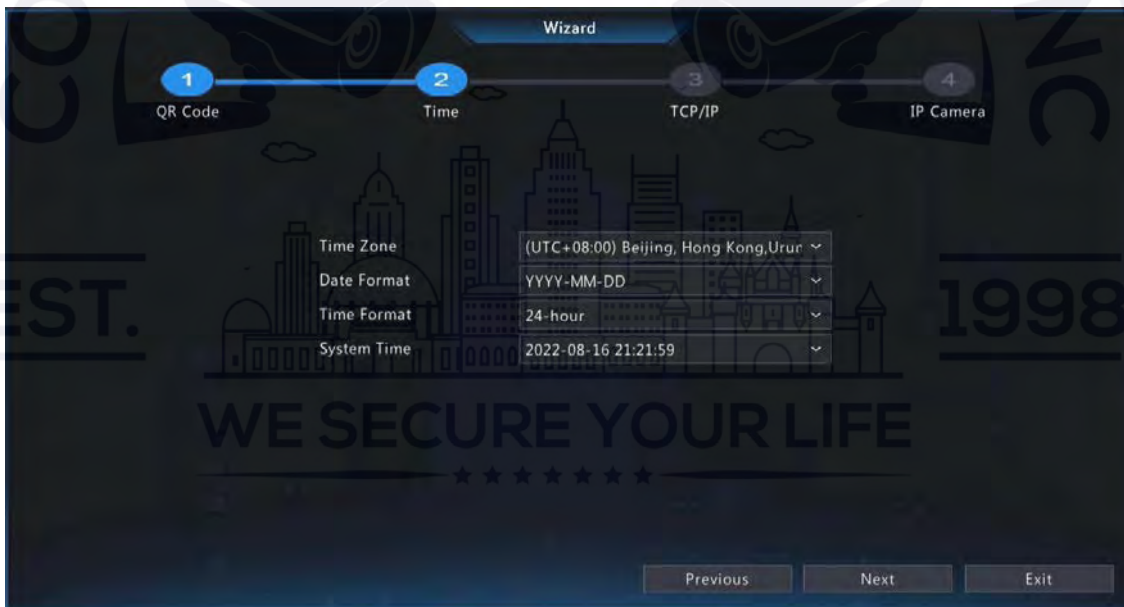 Wizard
1 2 3 4
QR Code Time TCP/IP IP Camera
Time Zone (UTC+08:00) Beijing, Hong Kong,Urur
Date Format YYYY-MM-DD
EST. Time Format 24-hour 1998
System Time 2022-08-16 21:21:59
WE SECURE YOUR LIFE
Previous Next Exit